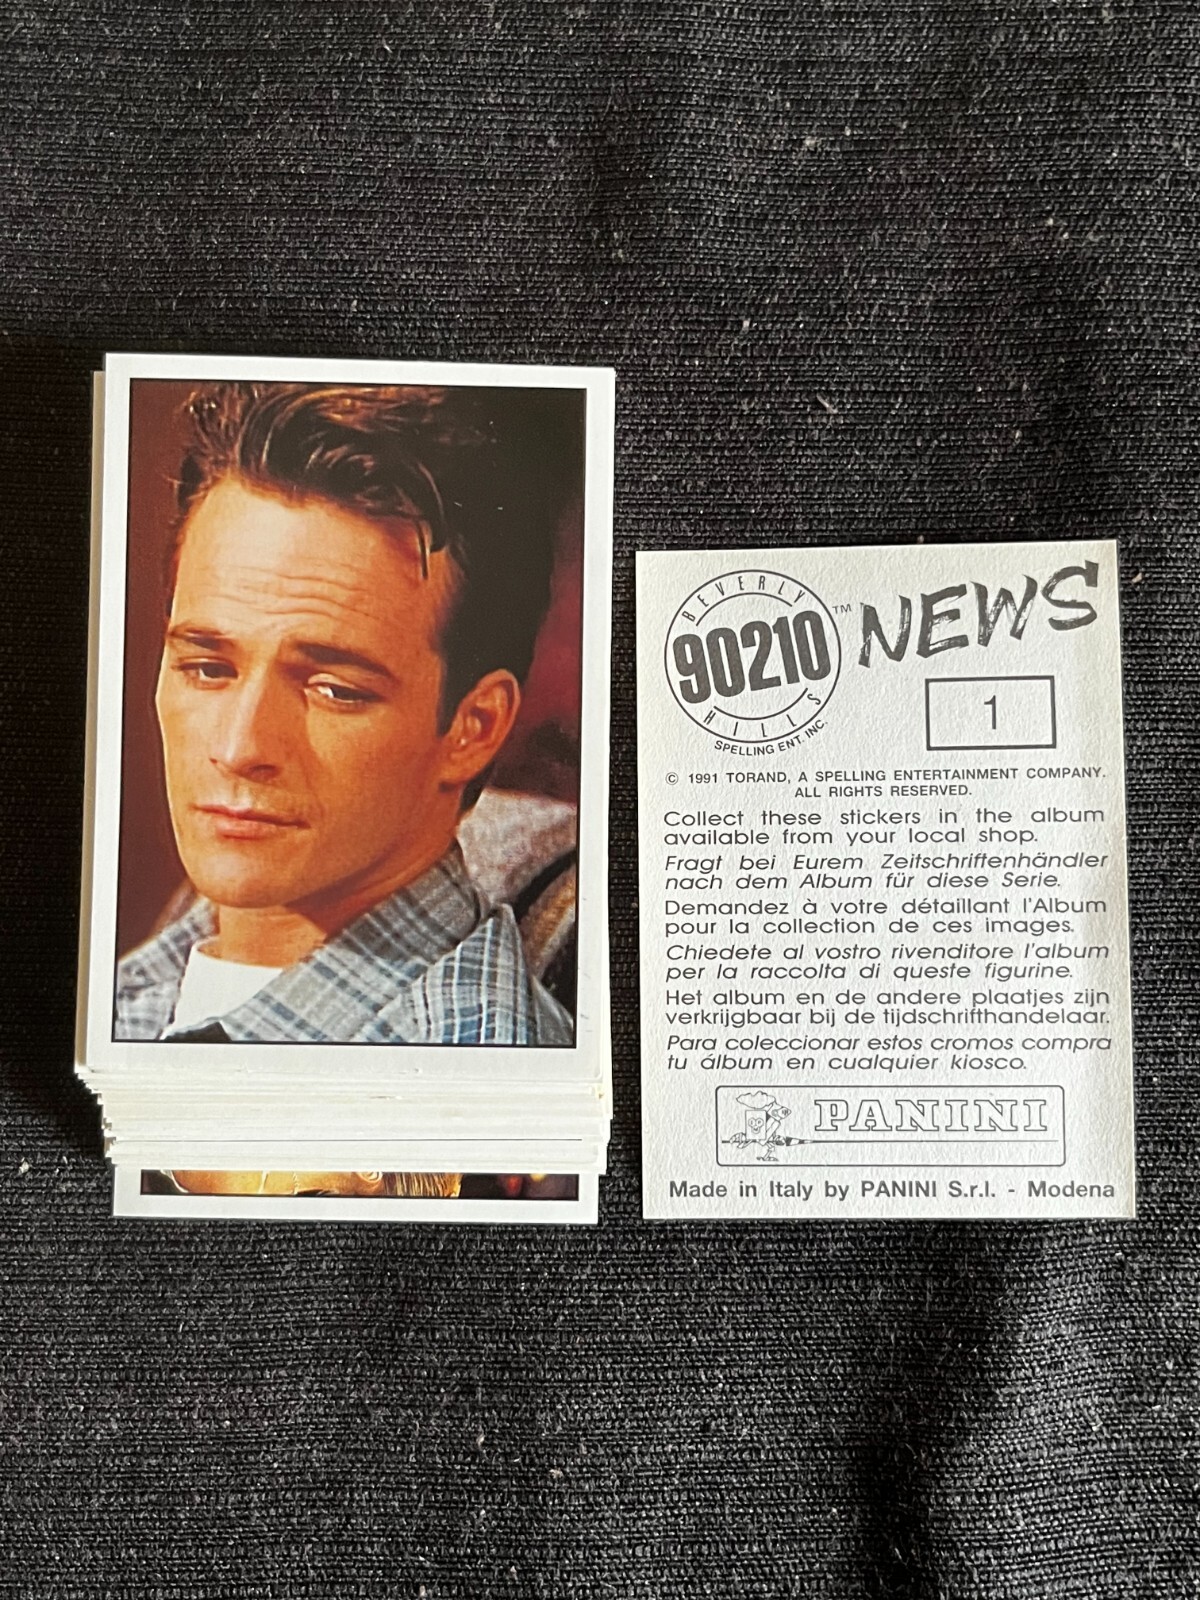 BEVERLY
90210
HILLS
TM
SPELLING ENT. INC.
NEWS
1
© 1991 TORAND, A SPELLING ENTERTAINMENT COMPANY.
ALL RIGHTS RESERVED.
Collect these stickers in the album
available from your local shop.
Fragt bei Eurem Zeitschriftenhändler
nach dem Album für diese Serie.
Demandez à votre détaillant l'Album
pour la collection de ces images.
Chiedete al vostro rivenditore l'album
per la raccolta di queste figurine.
Het album en de andere plaatjes zijn
verkrijgbaar bij de tijdschrifthandelaar.
Para coleccionar estos cromos compra
tu álbum en cualquier kiosco.
PANINI
Made in Italy by PANINI S.r.l. - Modena